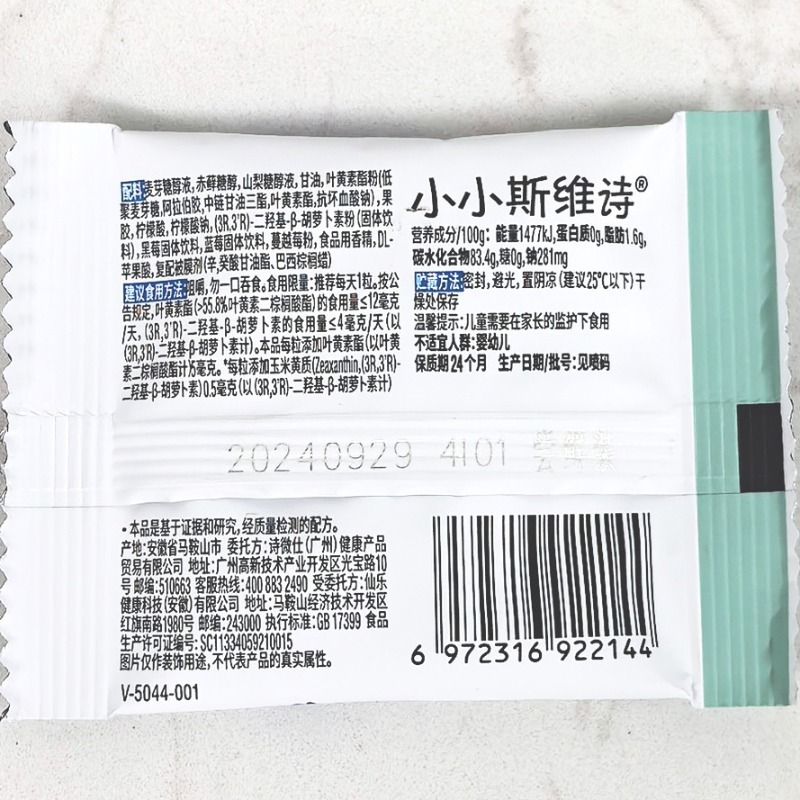 配料:麦芽糖醇液,赤藓糖醇,山梨糖醇液,甘油,叶黄素酯粉(低
聚麦芽糖,阿拉伯胶,中链甘油三酯,叶黄素酯,抗坏血酸钠),果
胶,柠檬酸,柠檬酸钠,(3R,3'R)-二羟基-β-胡萝卜素粉(固体饮
料),黑莓固体饮料,蓝莓固体饮料,蔓越莓粉,食品用香精,DL-
苹果酸,复配被膜剂(辛,癸酸甘油酯、巴西棕榈蜡)
建议食用方法:细嚼,勿一口吞食。食用限量:推荐每天1粒。按公
告规定,叶黄素酯(>55.8%叶黄素二棕榈酸酯)的食用量≤12毫克
/天,(3R,3'R)-二羟基-β-胡萝卜素的食用量≤4毫克/天(以
(3R,3'R)-二羟基-β-胡萝卜素计)。本品每粒添加叶黄素酯(以叶黄
素二棕榈酸酯计)5毫克。*每粒添加玉米黄质(Zeaxanthin,(3R,3'R)-
二羟基-β-胡萝卜素)0.5毫克(以(3R,3'R)-二羟基-β-胡萝卜素计)
小小斯维诗®
营养成分/100g:能量1477kJ,蛋白质0g,脂肪1.6g,
碳水化合物83.4g,糖0g,钠281mg
贮藏方法:密封,避光,置阴凉(建议25℃以下)干
燥处保存
温馨提示:儿童需要在家长的监护下食用
不适宜人群:婴幼儿
保质期24个月 生产日期/批号:见喷码
20240929 4I01
·本品是基于证据和研究,经质量检测的配方。
产地:安徽省马鞍山市 委托方:诗微仕(广州)健康产品
贸易有限公司 地址:广州高新技术产业开发区光宝路10
号 邮编:510663 客服热线:400 883 2490 受委托方:仙乐
健康科技(安徽)有限公司 地址:马鞍山经济技术开发区
红旗南路1980号 邮编:243000 执行标准:GB 17399 食品
生产许可证编号:SC11334059210015
图片仅作装饰用途,不代表产品的真实属性。
V-5044-001
6 972316 922144